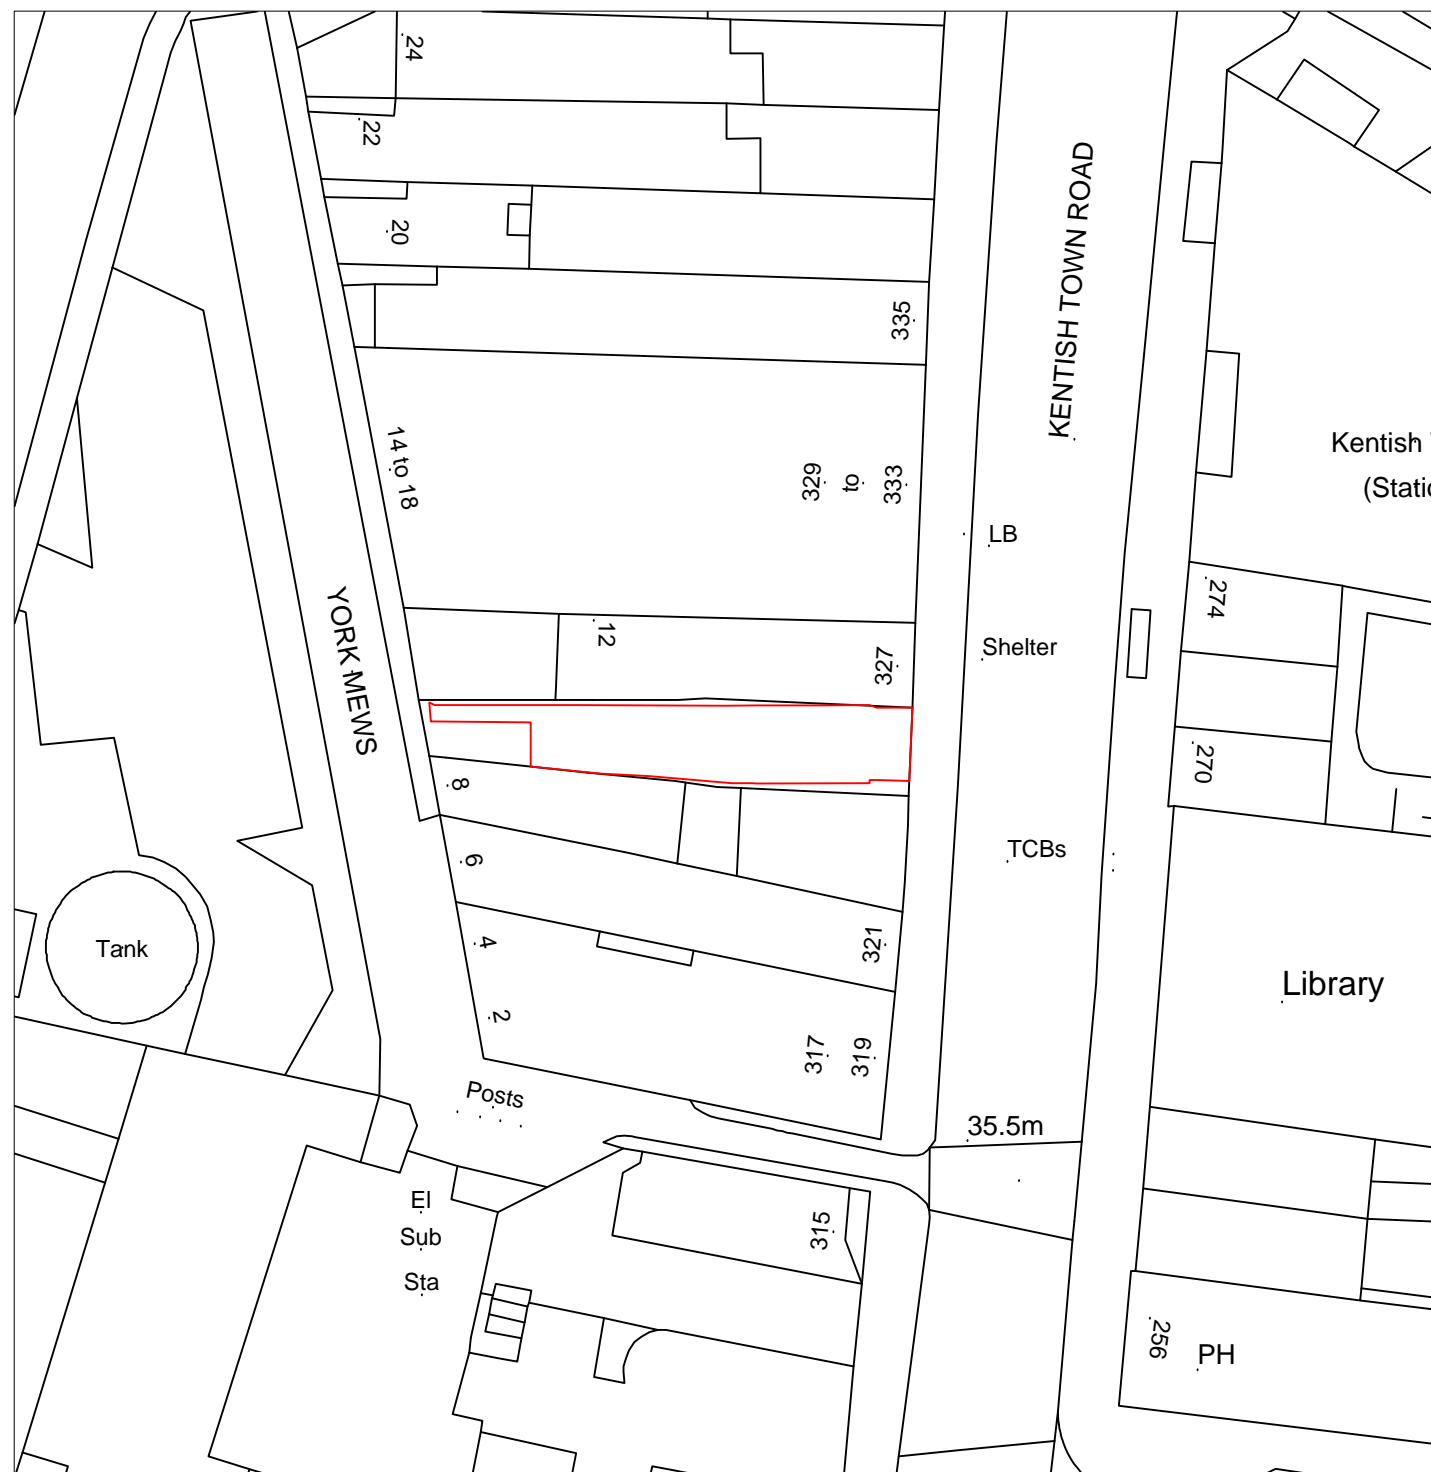 24
22
20
KENTISH TOWN ROAD
335
14 to 18
329
to
333
Kentish
(Static
LB
274
12
Shelter
327
YORK MEWS
270
8
6
TCBs
4
321
Tank
Library
2
317
319
Posts
35.5m
El
Sub
Sta
315
256
PH